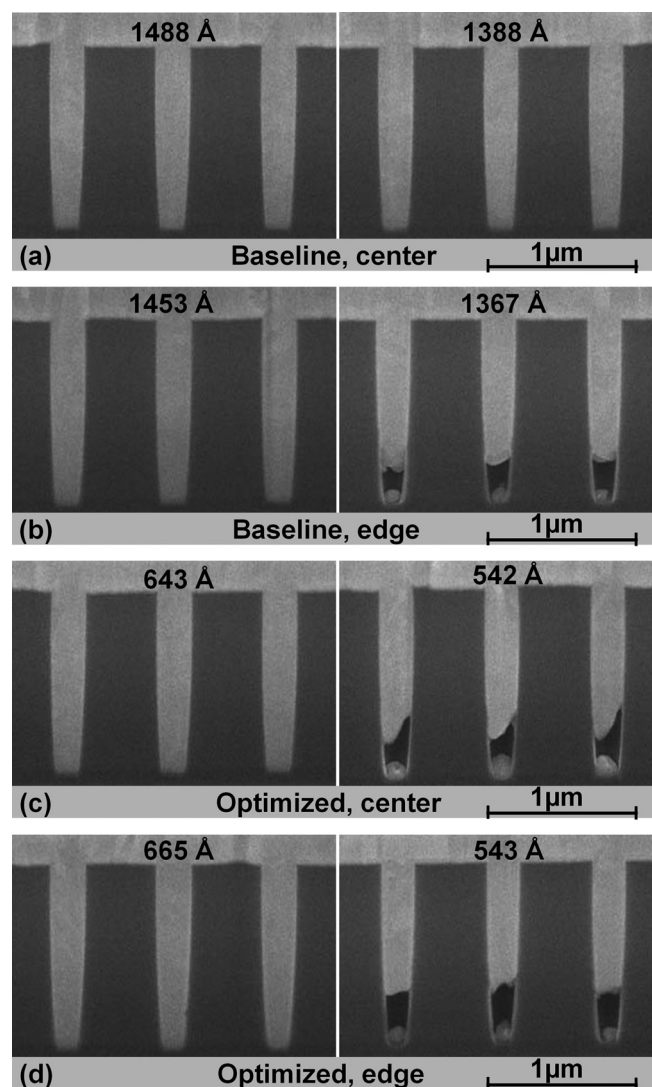 1488 Å 1388 Å
(a) Baseline, center 1µm
1453 Å 1367 Å
(b) Baseline, edge 1µm
643 Å 542 Å
(c) Optimized, center 1µm
665 Å 543 Å
(d) Optimized, edge 1µm